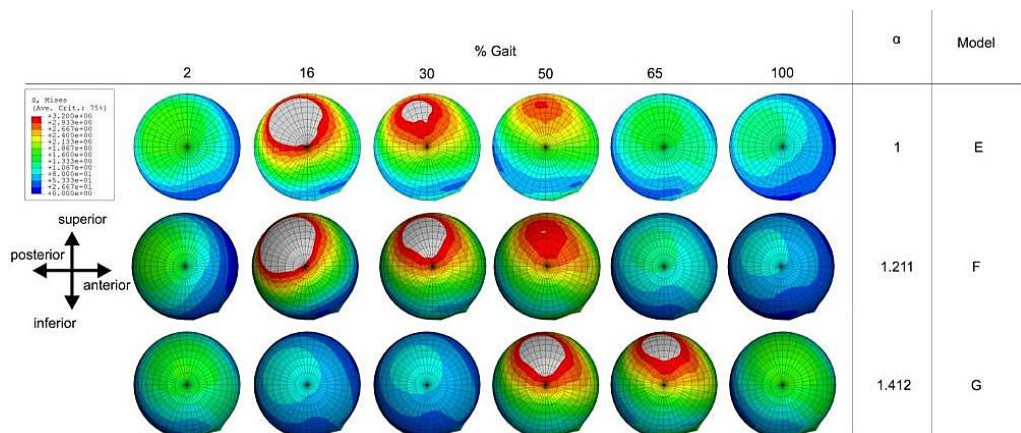 % Gait
α
Model
2
16
30
50
65
100
S, Mises
(Ave. Crit.: 75%)
+3.200e+00
+2.933e+00
+2.667e+00
+2.400e+00
+2.133e+00
+1.867e+00
+1.600e+00
+1.333e+00
+1.067e+00
+8.000e-01
+5.333e-01
+2.667e-01
+0.000e+00
1
E
superior
posterior
anterior
inferior
1.211
F
1.412
G